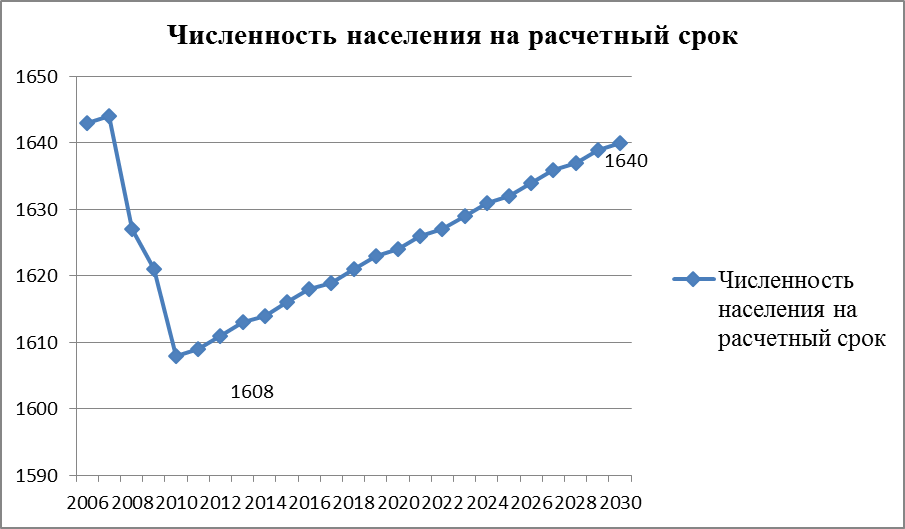 Численность населения на расчетный срок
1650
1640
1630
1620
1610
1600
1590
1640
1608
2006 2008 2010 2012 2014 2016 2018 2020 2022 2024 2026 2028 2030
Численность
населения на
расчетный срок